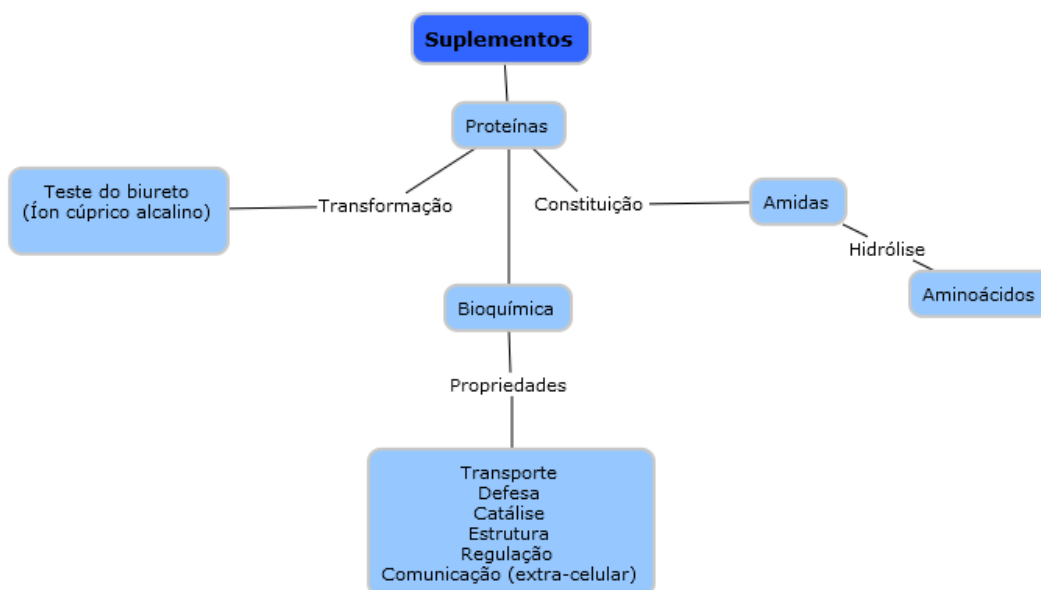 Suplementos
Proteínas
Teste do biureto
(Íon cúprico alcalino)
Transformação
Constituição
Amidas
Hidrólise
Aminoácidos
Bioquímica
Propriedades
Transporte
Defesa
Catálise
Estrutura
Regulação
Comunicação (extra-celular)